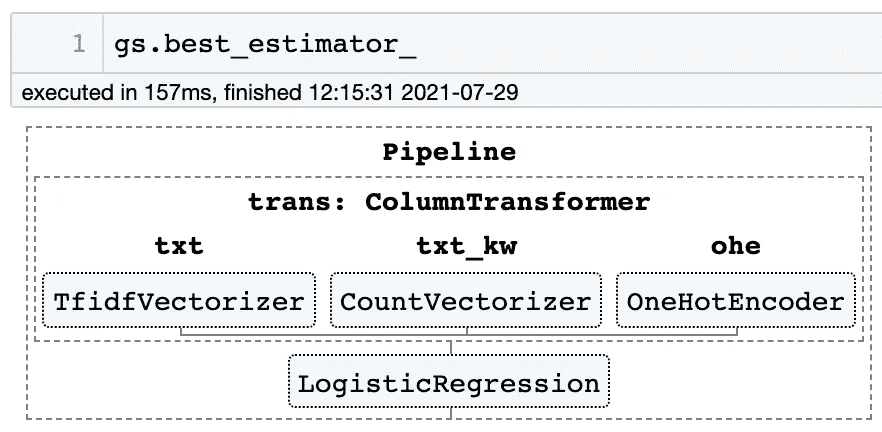 1 gs.best_estimator_
executed in 157ms, finished 12:15:31 2021-07-29
Pipeline
trans: ColumnTransformer
txt txt_kw ohe
TfidfVectorizer CountVectorizer OneHotEncoder
LogisticRegression